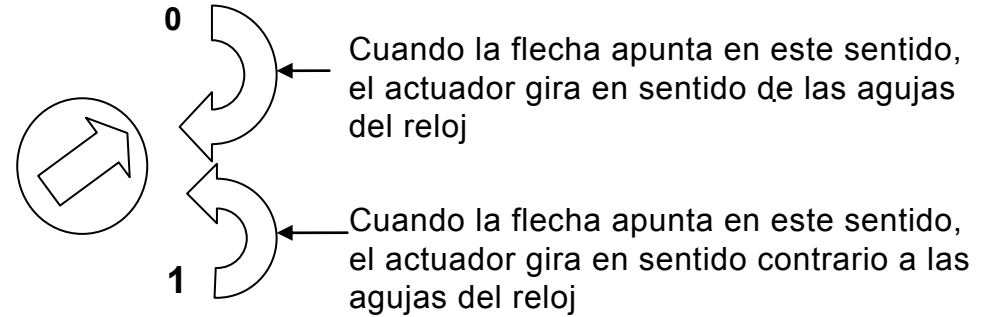 0
Cuando la flecha apunta en este sentido,
el actuador gira en sentido de las agujas
del reloj
Cuando la flecha apunta en este sentido,
el actuador gira en sentido contrario a las
agujas del reloj
1